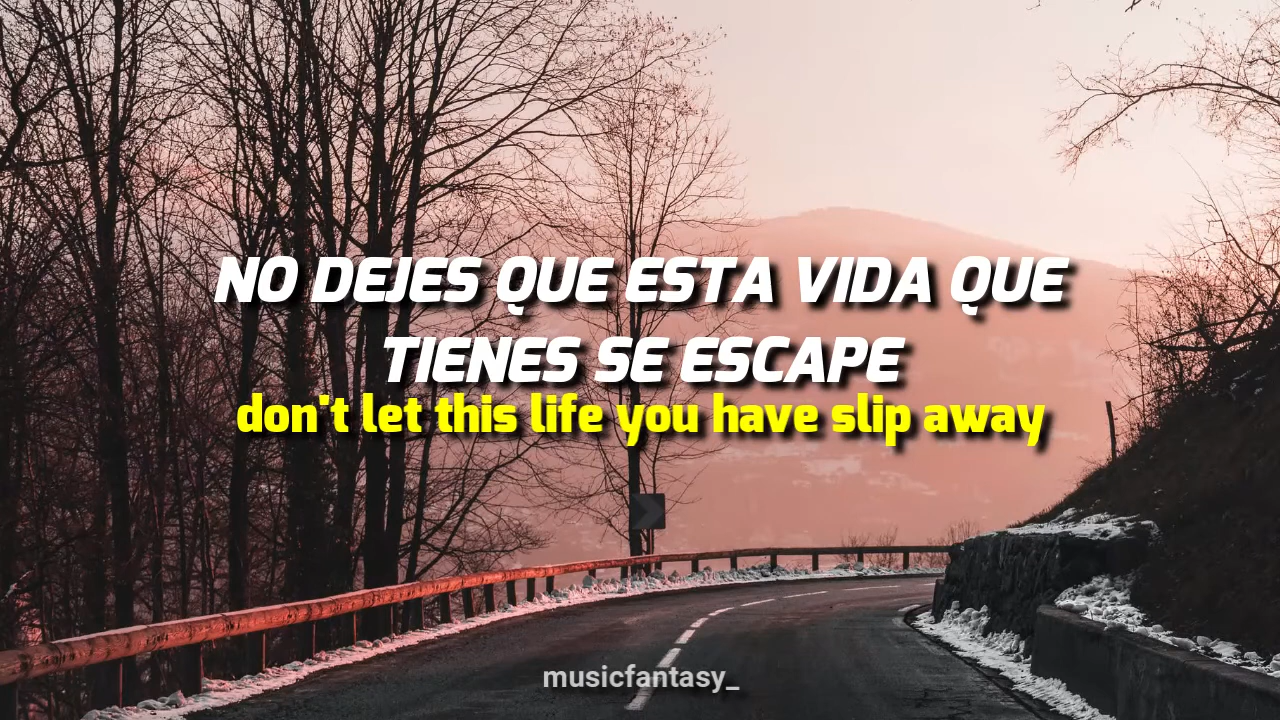 NO DEJES QUE ESTA VIDA QUE
TIENES SE ESCAPE
don't let this life you have slip away
musicfantasy_